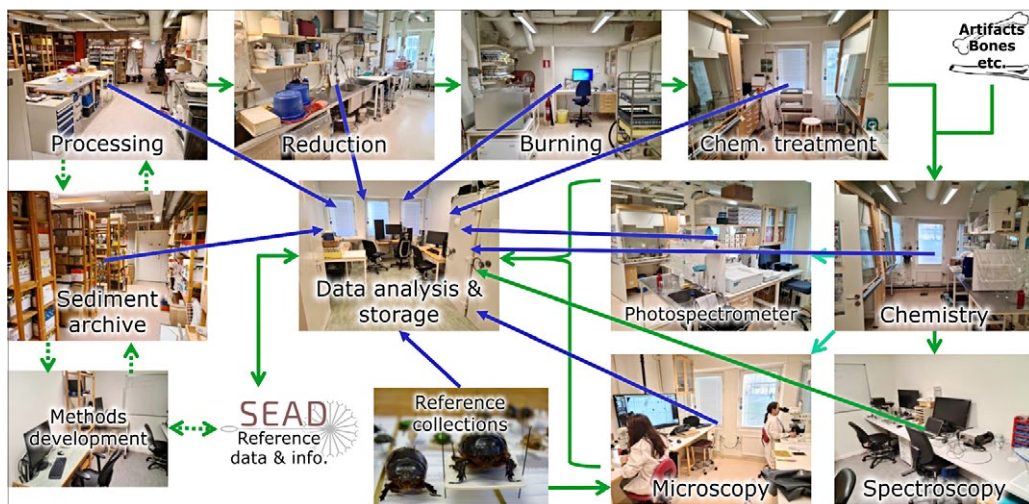 Artifacts
Bones
etc.
Processing
Reduction
Burning
Chem. treatment
Sediment
archive
Data analysis &
storage
Photospectrometer
Chemistry
Methods
development
SEAD
Reference
data & info.
Reference
collections
Microscopy
Spectroscopy